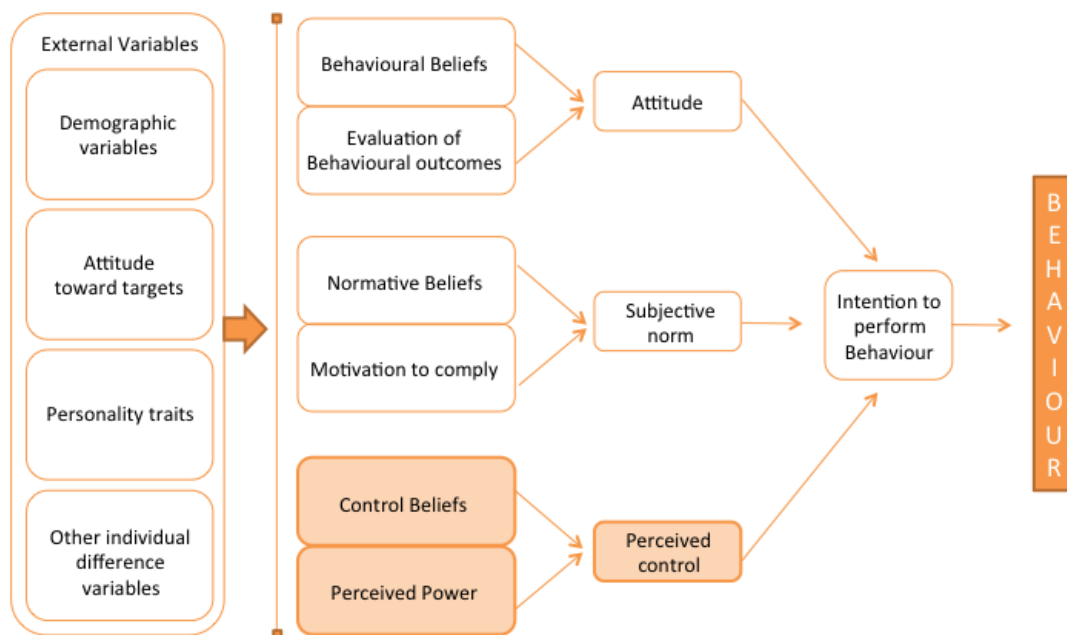 External Variables
Demographic
variables
Attitude
toward targets
Personality traits
Other individual
difference
variables
Behavioural Beliefs
Evaluation of
Behavioural outcomes
Normative Beliefs
Motivation to comply
Control Beliefs
Perceived Power
Attitude
Subjective
norm
Perceived
control
Intention to
perform
Behaviour
B
E
H
A
V
I
O
U
R